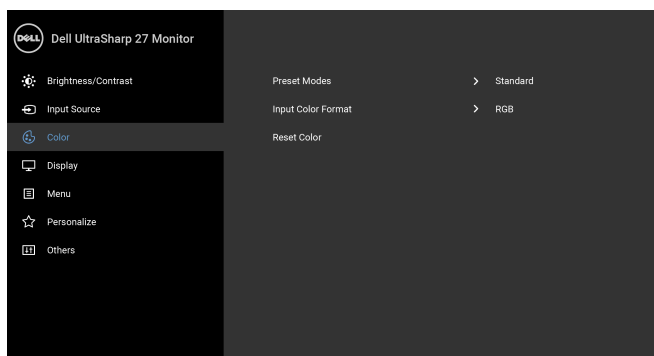 DELL
Dell UltraSharp 27 Monitor
Brightness/Contrast
Input Source
Color
Display
Menu
Personalize
Others
Preset Modes > Standard
Input Color Format > RGB
Reset Color